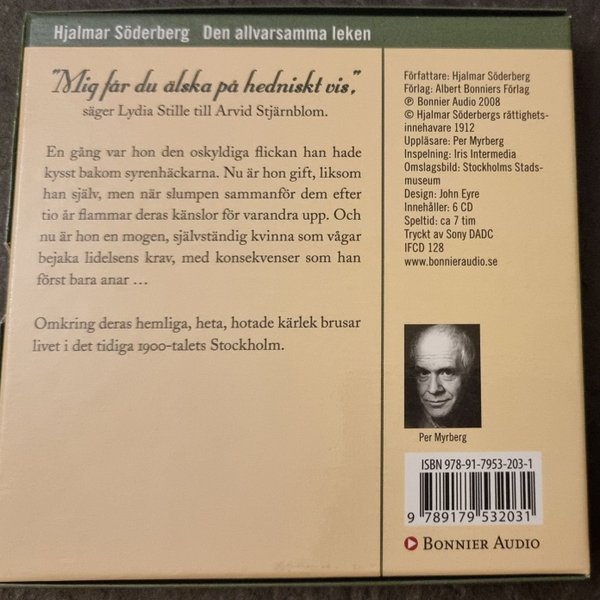 Hjalmar Söderberg Den allvarsamma leken
"Mig får du älska på hedniskt vis",
säger Lydia Stille till Arvid Stjärnblom.
En gång var hon den oskyldiga flickan han hade
kysst bakom syrenhäckarna. Nu är hon gift, liksom
han själv, men när slumpen sammanför dem efter
tio år flammar deras känslor för varandra upp. Och
nu är hon en mogen, självständig kvinna som vågar
bejaka lidelsens krav, med konsekvenser som han
först bara anar ...
Omkring deras hemliga, heta, hotade kärlek brusar
livet i det tidiga 1900-talets Stockholm.
Författare: Hjalmar Söderberg
Förlag: Albert Bonniers Förlag
℗ Bonnier Audio 2008
© Hjalmar Söderbergs rättighets-
innehavare 1912
Uppläsare: Per Myrberg
Inspelning: Iris Intermedia
Omslagsbild: Stockholms Stads-
museum
Design: John Eyre
Innehåller: 6 CD
Speltid: ca 7 tim
Tryckt av Sony DADC
IFCD 128
www.bonnieraudio.se
Per Myrberg
ISBN 978-91-7953-203-1
9 789179 532031
BONNIER AUDIO